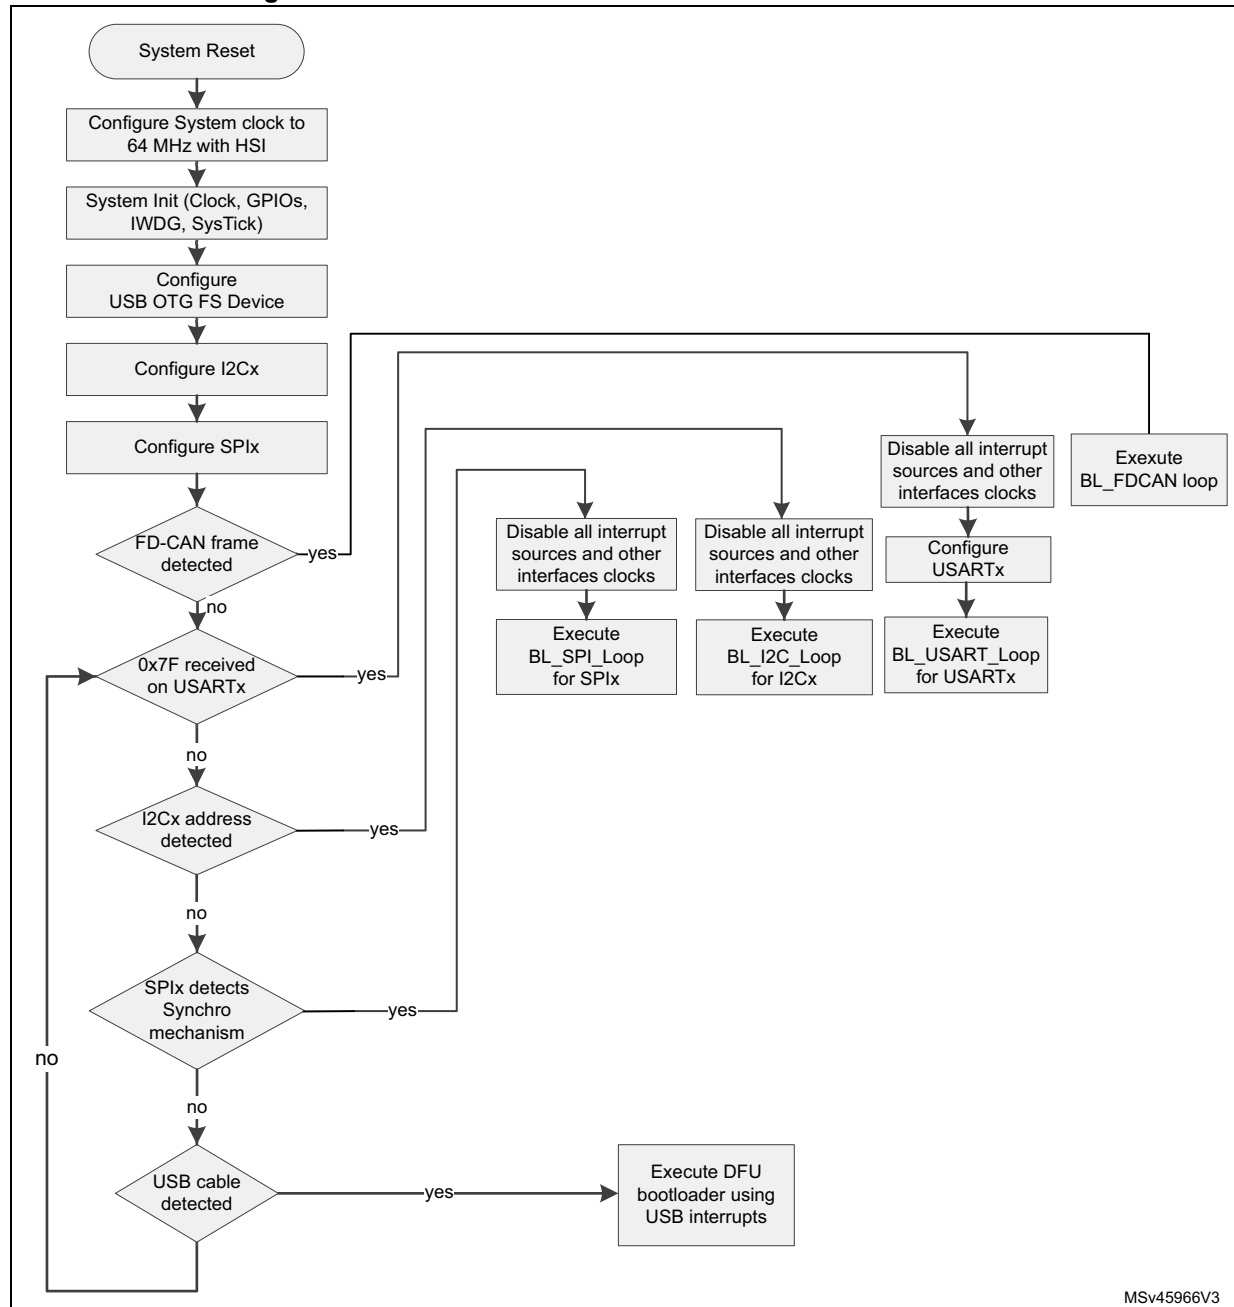 System Reset
Configure System clock to
64 MHz with HSI
System Init (Clock, GPIOs,
IWDG, SysTick)
Configure
USB OTG FS Device
Configure I2Cx
Configure SPIx
FD-CAN frame
detected
yes
no
0x7F received
on USARTx
yes
no
I2Cx address
detected
yes
no
SPIx detects
Synchro
mechanism
yes
no
no
USB cable
detected
yes
Execute DFU
bootloader using
USB interrupts
Disable all interrupt
sources and other
interfaces clocks
Execute
BL_SPI_Loop
for SPIx
Disable all interrupt
sources and other
interfaces clocks
Execute
BL_I2C_Loop
for I2Cx
Disable all interrupt
sources and other
interfaces clocks
Configure
USARTx
Execute
BL_USART_Loop
for USARTx
Exexute
BL_FDCAN loop
MSv45966V3